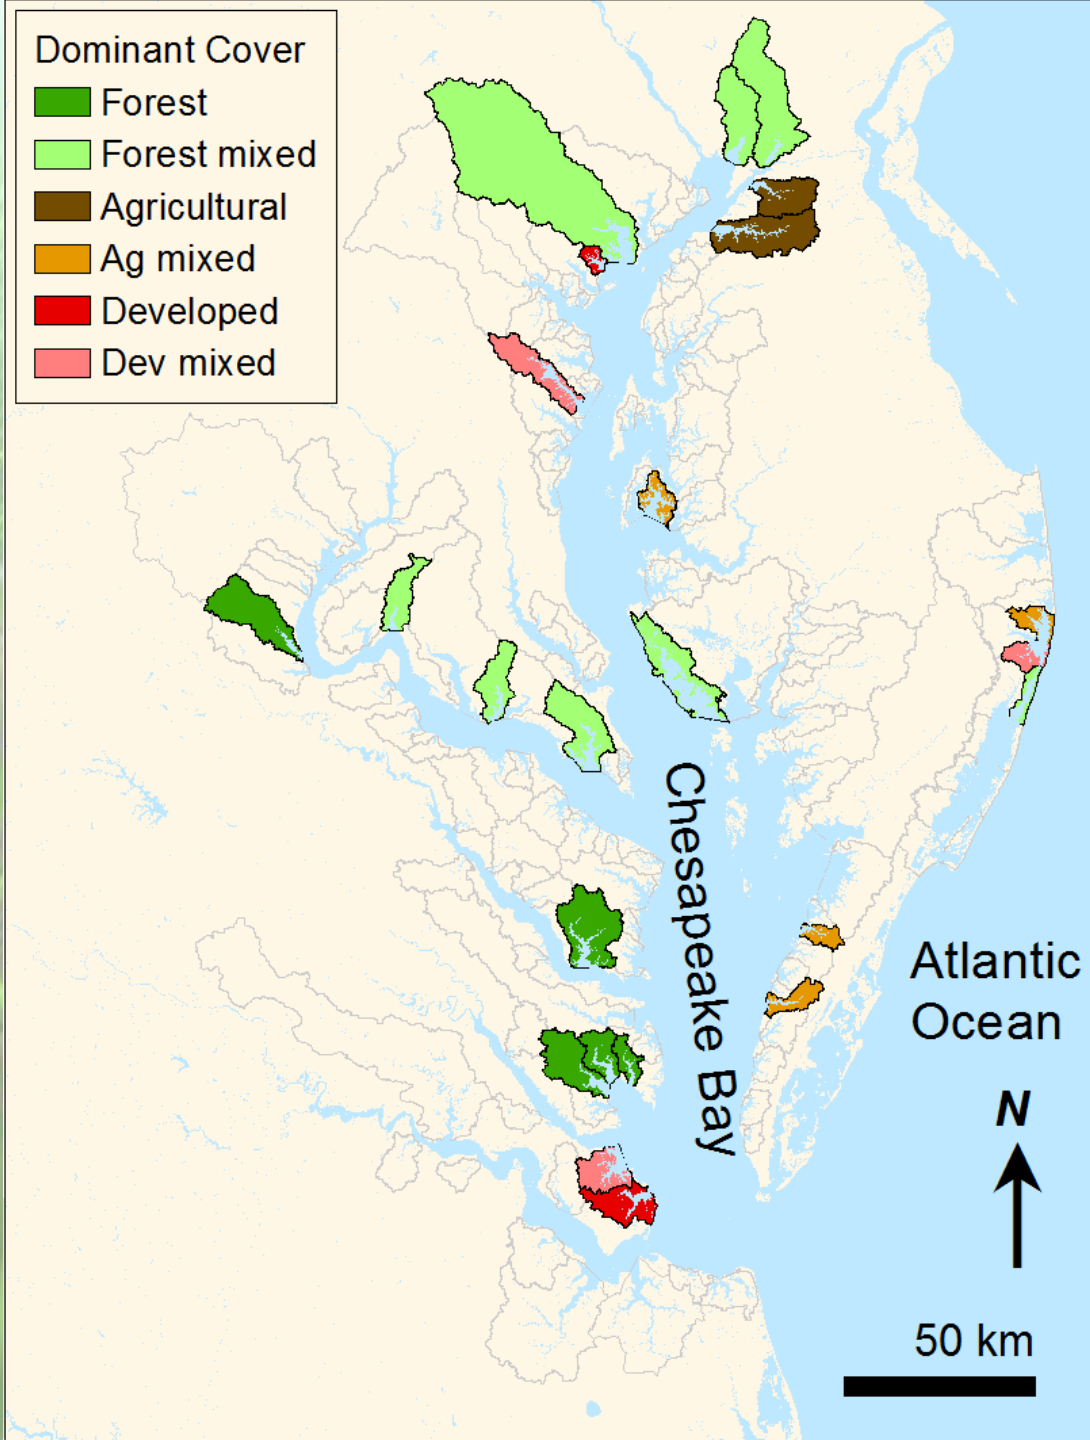 Dominant Cover
Forest
Forest mixed
Agricultural
Ag mixed
Developed
Dev mixed
Chesapeake Bay
Atlantic
Ocean
N
50 km